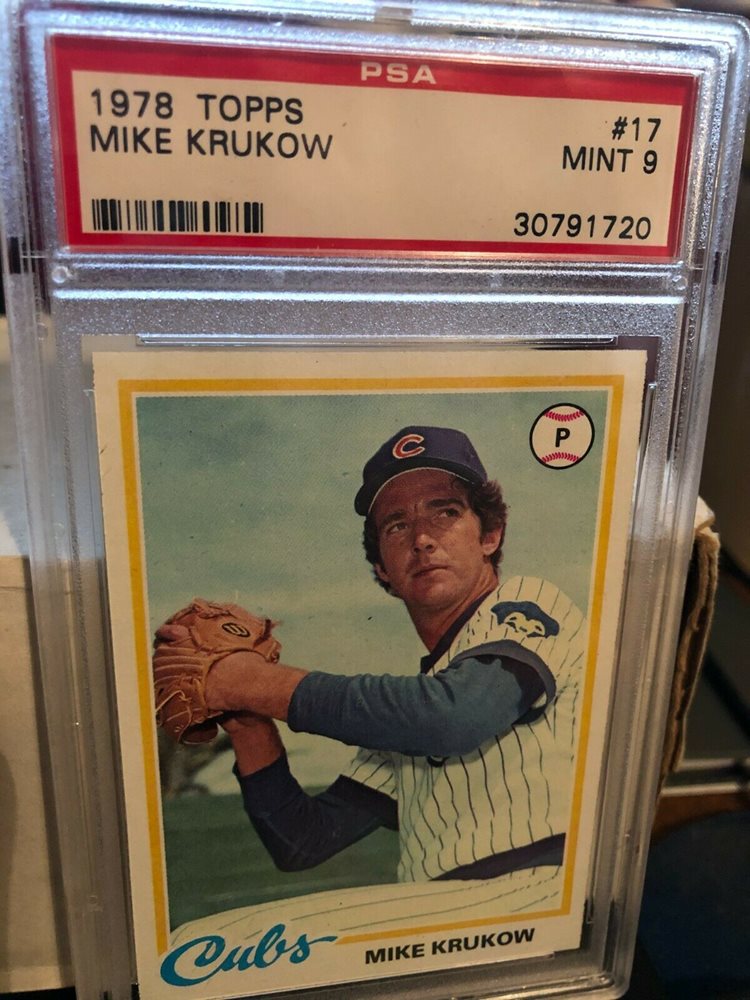 PSA
1978 TOPPS #17
MIKE KRUKOW MINT 9
30791720
P
C
Cubs MIKE KRUKOW